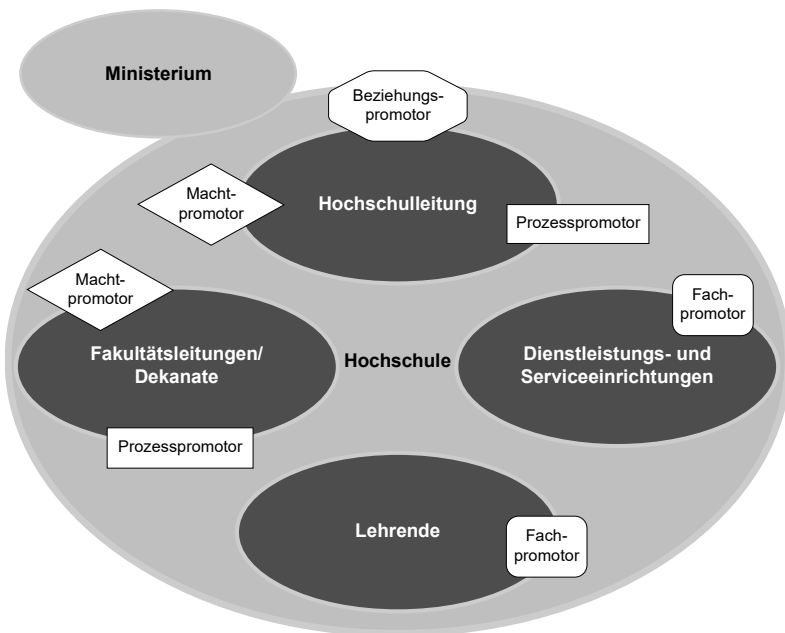 Ministerium
Beziehungs-
promotor
Macht-
promotor
Hochschulleitung
Prozesspromotor
Macht-
promotor
Fach-
promotor
Fakultätsleitungen/
Dekanate
Hochschule
Dienstleistungs- und
Serviceeinrichtungen
Prozesspromotor
Lehrende
Fach-
promotor